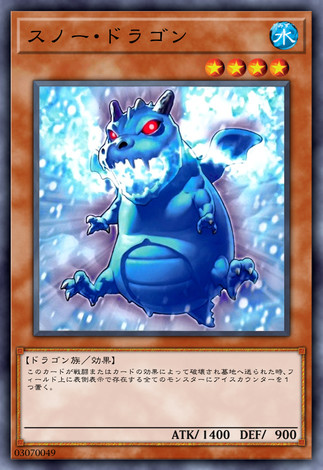 スノー・ドラゴン
水
【ドラゴン族／効果】
このカードが戦闘またはカードの効果によって破壊され墓地へ送られた時、フ
ィールド上に表側表示で存在する全てのモンスターにアイスカウンターを１
つ置く。
ATK/ 1400 DEF/ 900
03070049